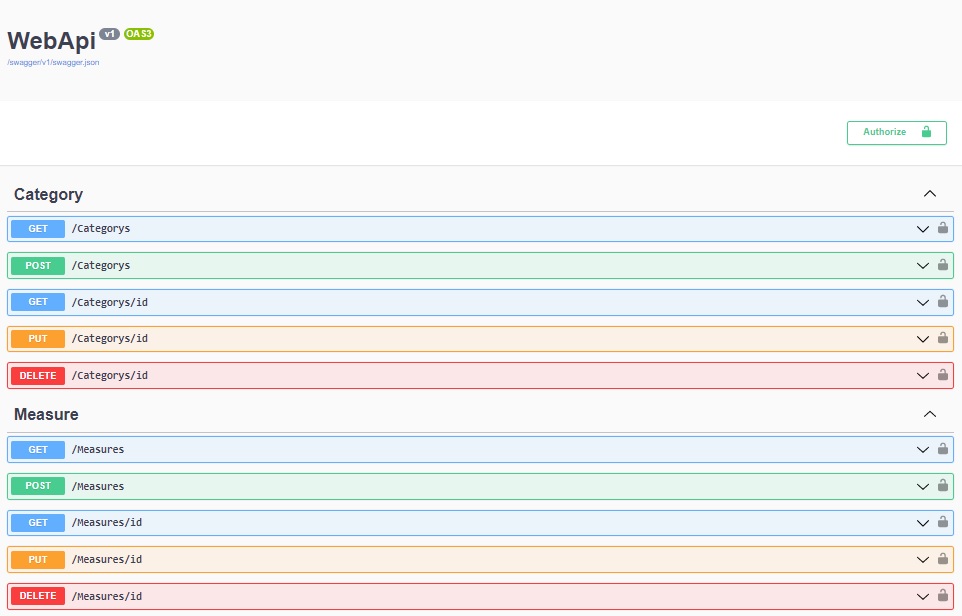 WebApi v1 OAS3
/swagger/v1/swagger.json
Authorize
Category
GET /Categorys
POST /Categorys
GET /Categorys/id
PUT /Categorys/id
DELETE /Categorys/id
Measure
GET /Measures
POST /Measures
GET /Measures/id
PUT /Measures/id
DELETE /Measures/id